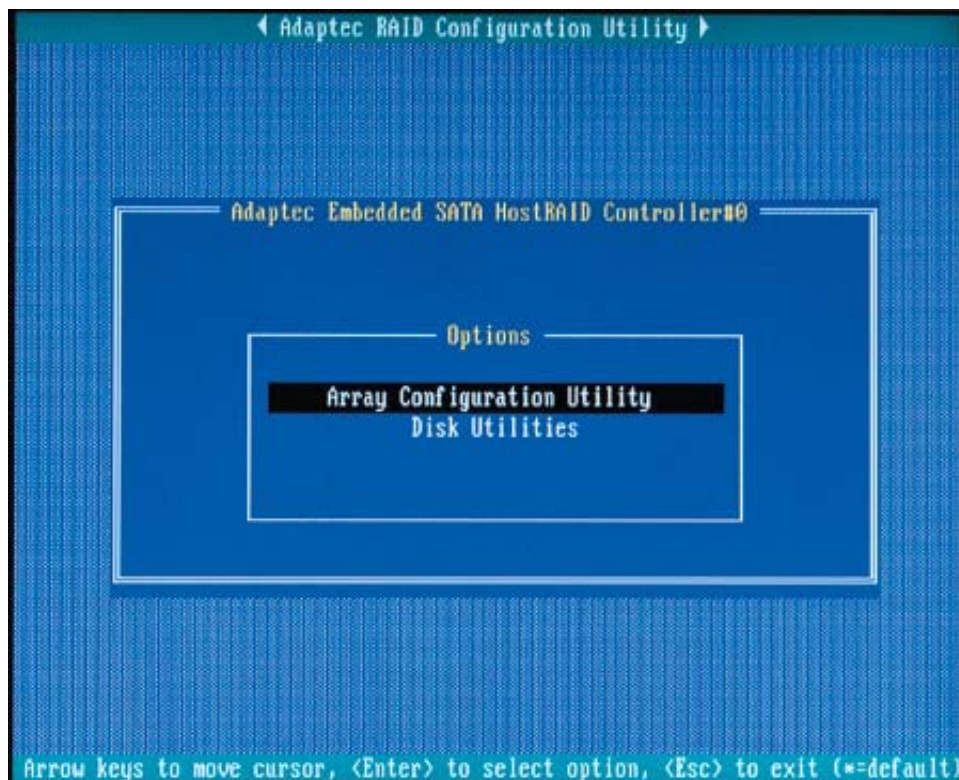 Adaptec RAID Configuration Utility
Adaptec Embedded SATA HostRAID Controller#0
Options
Array Configuration Utility
Disk Utilities
Arrow keys to move cursor, <Enter> to select option, <Esc> to exit (*=default)